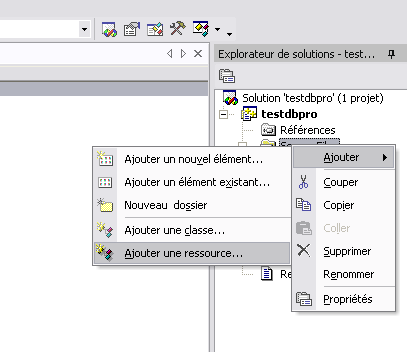 Explorateur de solutions - test...
Solution 'testdbpro' (1 projet)
testdbpro
Références
Ajouter un nouvel élément...
Ajouter
Ajouter un élément existant...
Couper
Nouveau dossier
Copier
Ajouter une classe...
Coller
Ajouter une ressource...
Supprimer
Renommer
Propriétés